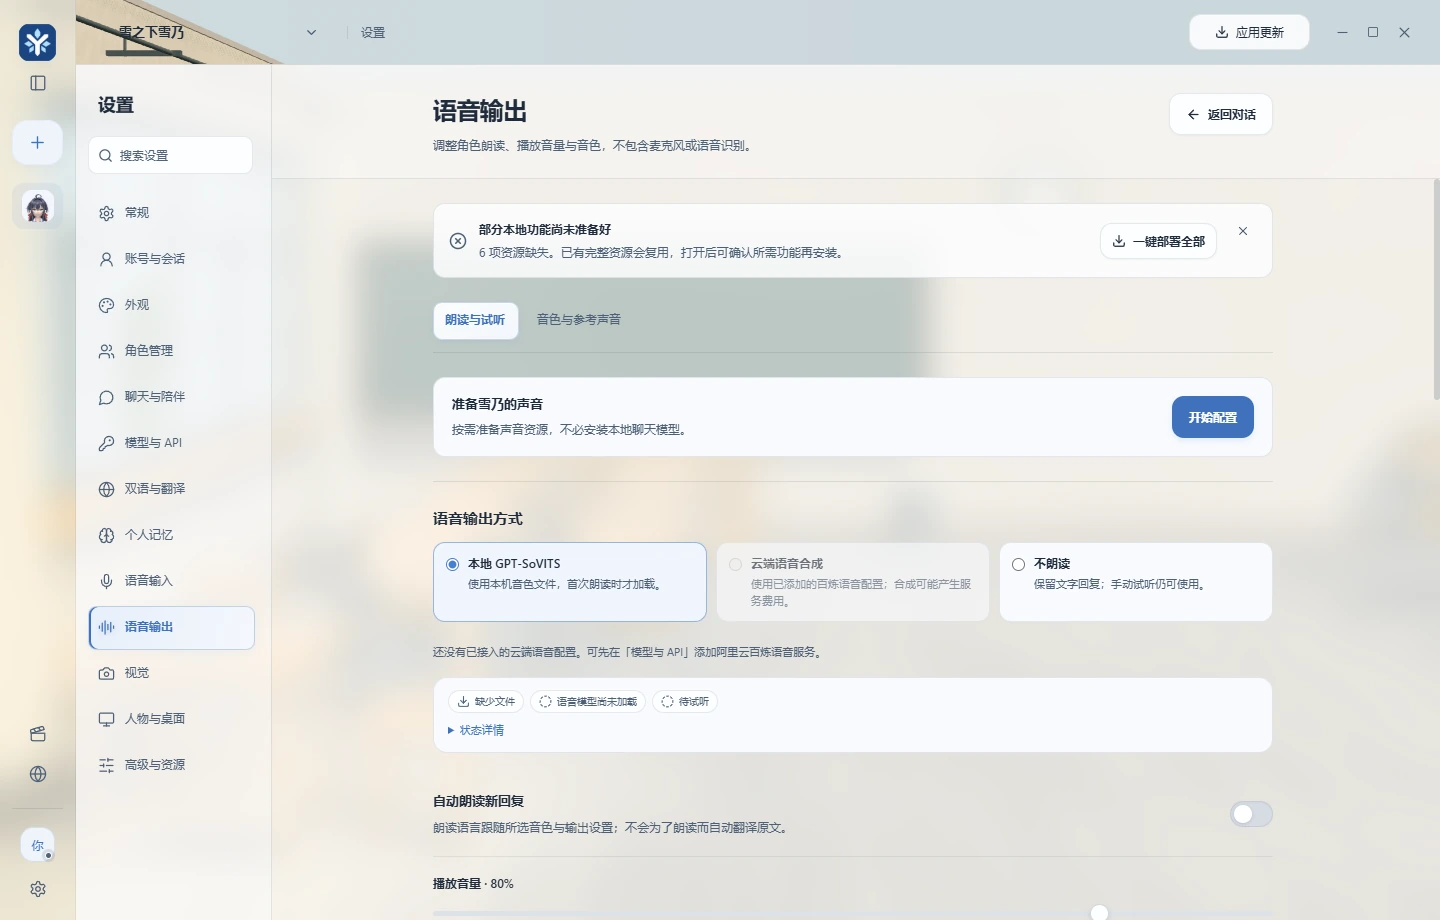 雪之下雪乃
设置
应用更新
设置
搜索设置
常规
账号与会话
外观
角色管理
聊天与陪伴
模型与 API
双语与翻译
个人记忆
语音输入
语音输出
视觉
人物与桌面
高级与资源
你
语音输出
调整角色朗读、播放音量与音色，不包含麦克风或语音识别。
返回对话
部分本地功能尚未准备好
6 项资源缺失。已有完整资源会复用，打开后可确认所需功能再安装。
一键部署全部
朗读与试听
音色与参考声音
准备雪乃的声音
按需准备声音资源，不必安装本地聊天模型。
开始配置
语音输出方式
本地 GPT-SoVITS
使用本机音色文件，首次朗读时才加载。
云端语音合成
使用已添加的百炼语音配置；合成可能产生服
务费用。
不朗读
保留文字回复；手动试听仍可使用。
还没有已接入的云端语音配置。可先在「模型与 API」添加阿里云百炼语音服务。
缺少文件
语音模型尚未加载
待试听
状态详情
自动朗读新回复
朗读语言跟随所选音色与输出设置；不会为了朗读而自动翻译原文。
播放音量 · 80%